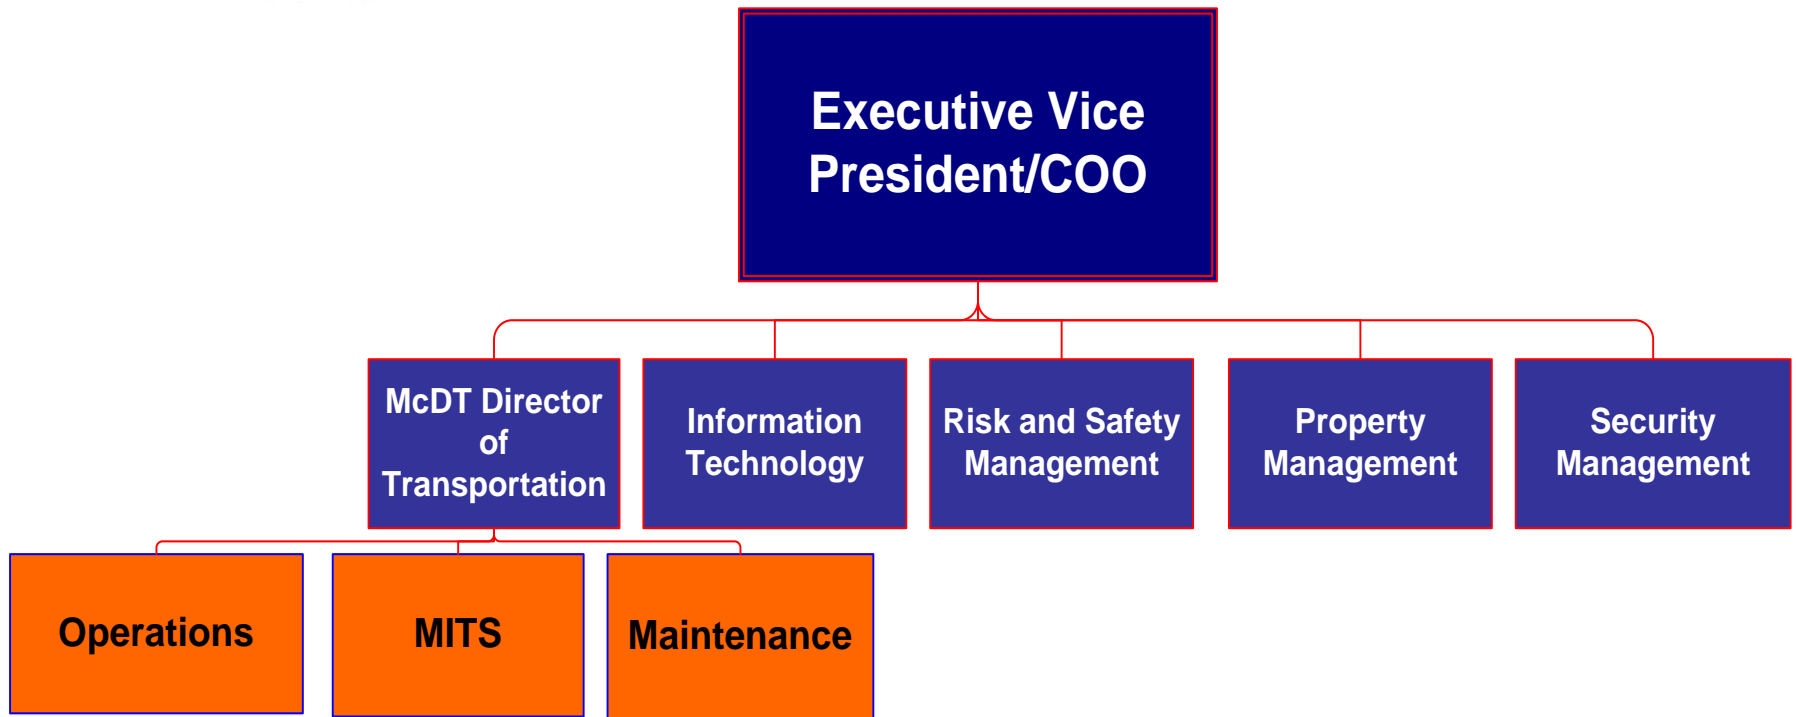 Executive Vice
President/COO
McDT Director
of
Transportation
Information
Technology
Risk and Safety
Management
Property
Management
Security
Management
Operations
MITS
Maintenance